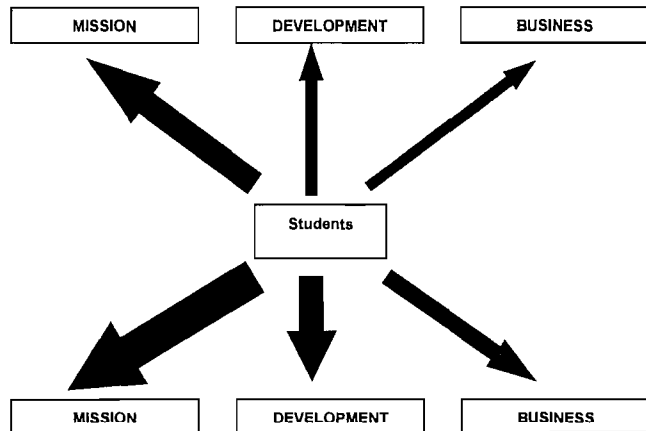 MISSION
DEVELOPMENT
BUSINESS
Students
MISSION
DEVELOPMENT
BUSINESS